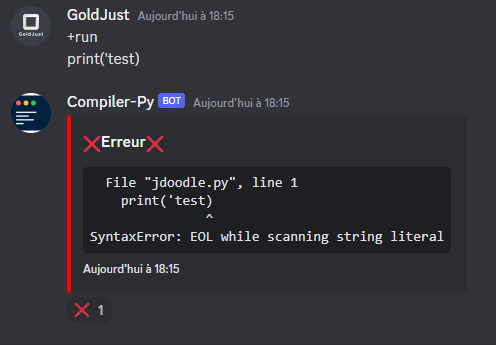 GoldJust Aujourd'hui à 18:15
+run
print('test)
GoldJust
Compiler-Py BOT Aujourd'hui à 18:15
❌Erreur❌
  File "jdoodle.py", line 1
    print('test)
               ^
SyntaxError: EOL while scanning string literal
Aujourd'hui à 18:15
❌ 1